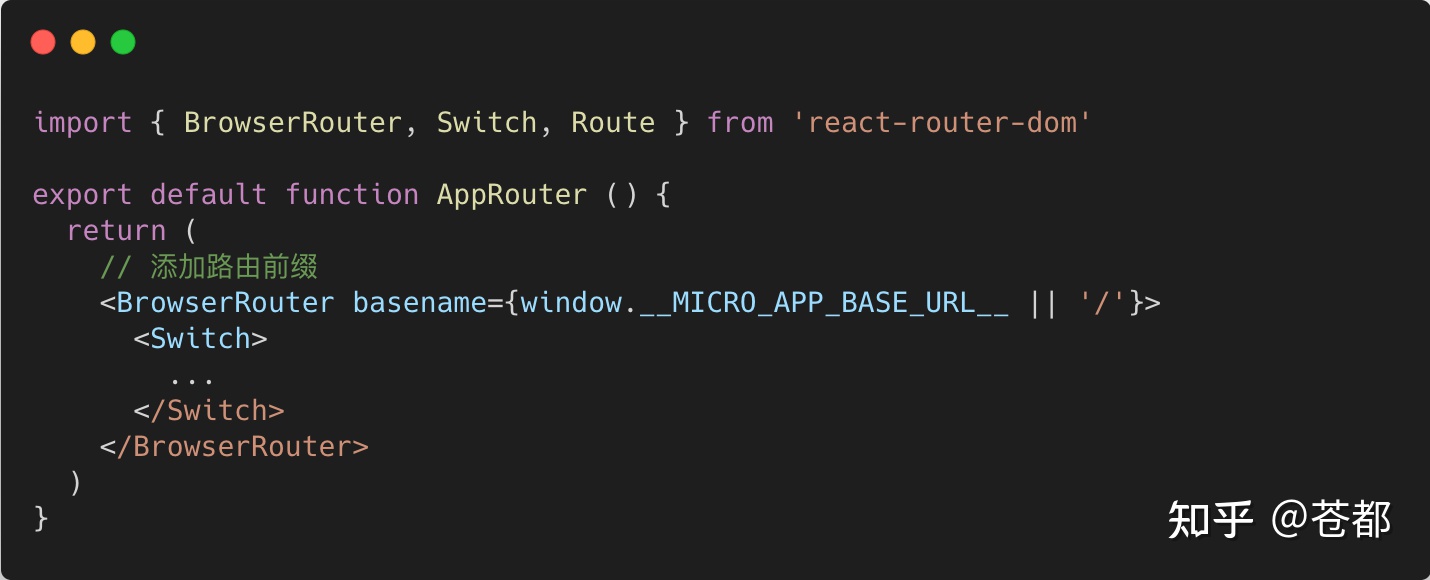 import { BrowserRouter, Switch, Route } from 'react-router-dom'
export default function AppRouter () {
return (
// 添加路由前缀
<BrowserRouter basename={window.__MICRO_APP_BASE_URL__ || '/'}>
<Switch>
...
</Switch>
</BrowserRouter>
)
}
知乎 @苍都